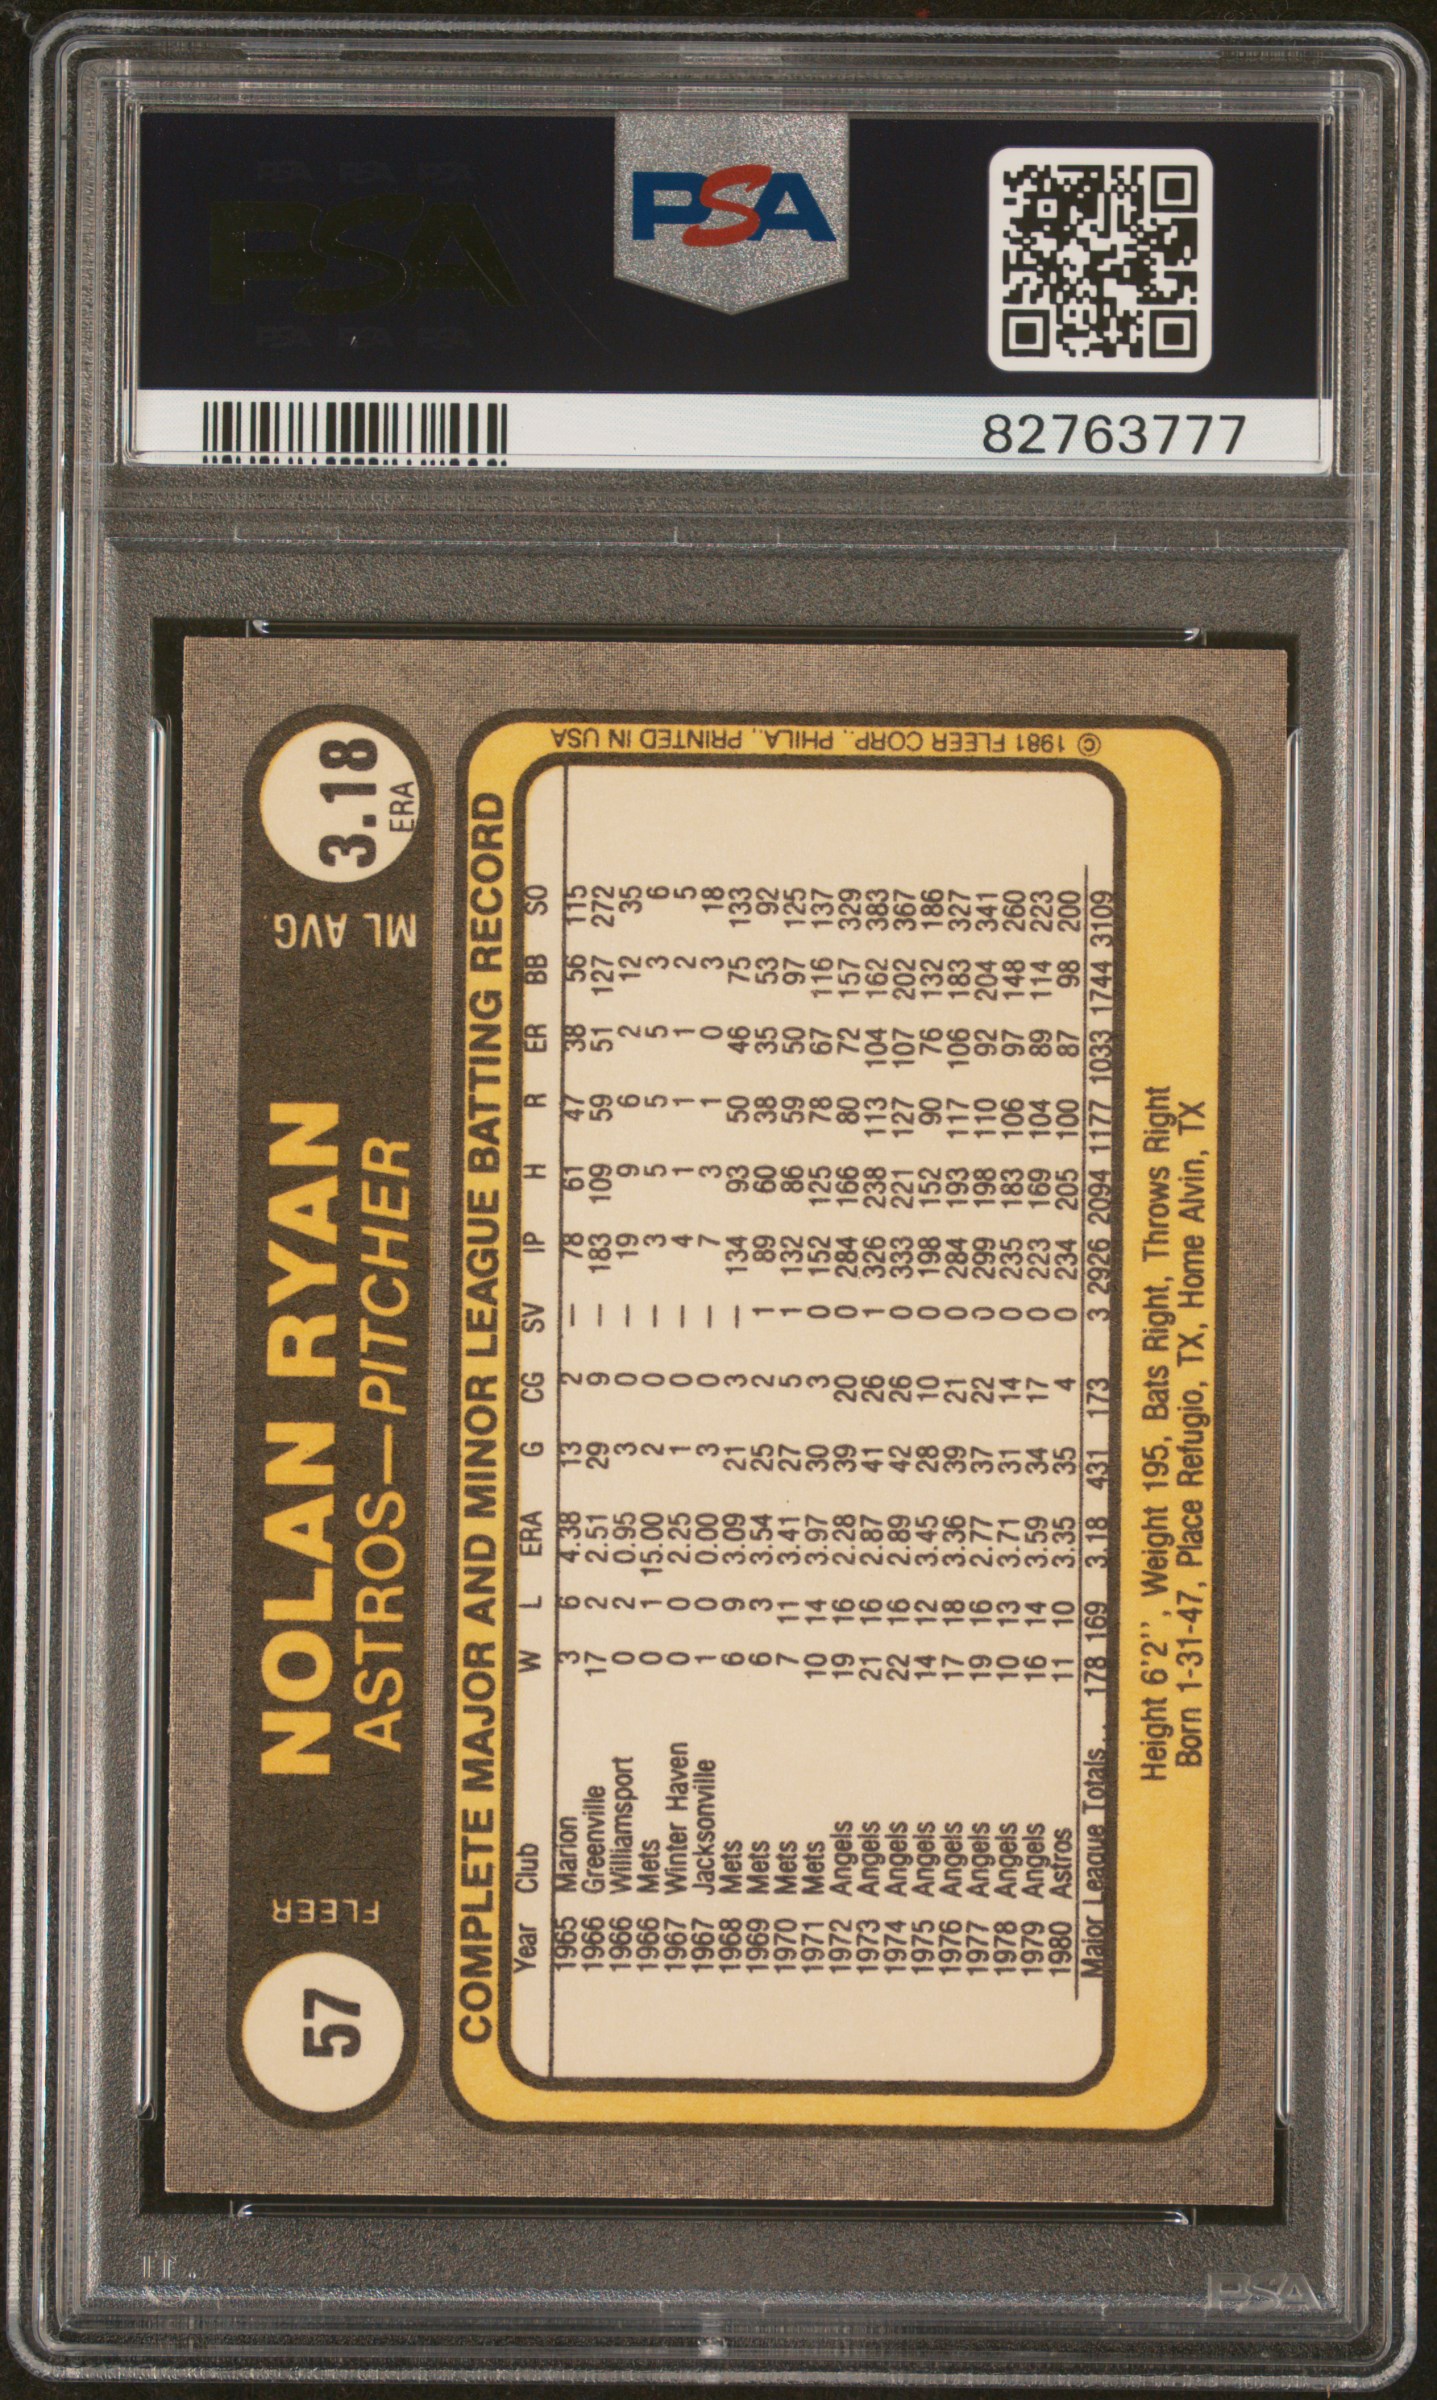 PSA
PSA
82763777
57
FLEER
NOLAN RYAN
ASTROS—PITCHER
ML AVG.
3.18
ERA
COMPLETE MAJOR AND MINOR LEAGUE BATTING RECORD
Year Club W L ERA G CG SV IP H R ER BB SO
1965 Marion 3 6 4.38 13 2 — 78 61 47 38 56 115
1966 Greenville 17 2 2.51 29 9 — 183 109 59 51 127 272
1966 Williamsport 0 2 0.95 3 0 — 19 9 6 2 12 35
1966 Mets 0 1 15.00 2 0 — 3 5 5 5 3 6
1967 Winter Haven 0 0 2.25 1 0 — 4 1 1 1 2 5
1967 Jacksonville 1 0 0.00 3 0 — 7 3 1 0 3 18
1968 Mets 6 9 3.09 21 3 — 134 93 50 46 75 133
1969 Mets 6 3 3.54 25 2 1 89 60 38 35 53 92
1970 Mets 7 11 3.41 27 5 1 132 86 59 50 97 125
1971 Mets 10 14 3.97 30 3 0 152 125 78 67 116 137
1972 Angels 19 16 2.28 39 20 0 284 166 80 72 157 329
1973 Angels 21 16 2.87 41 26 1 326 238 113 104 162 383
1974 Angels 22 16 2.89 42 26 0 333 221 127 107 202 367
1975 Angels 14 12 3.45 28 10 0 198 152 90 76 132 186
1976 Angels 17 18 3.36 39 21 0 284 193 117 106 183 327
1977 Angels 19 16 2.77 37 22 0 299 198 110 92 204 341
1978 Angels 10 13 3.71 31 14 0 235 183 106 97 148 260
1979 Angels 16 14 3.59 34 17 0 223 169 104 89 114 223
1980 Astros 11 10 3.35 35 4 0 234 205 100 87 98 200
Major League Totals.. 178 169 3.18 431 173 3 2926 2094 1177 1033 1744 3109
Height 6'2", Weight 195, Bats Right, Throws Right
Born 1-31-47, Place Refugio, TX, Home Alvin, TX
© 1981 FLEER CORP. PHILA., PRINTED IN USA
PSA